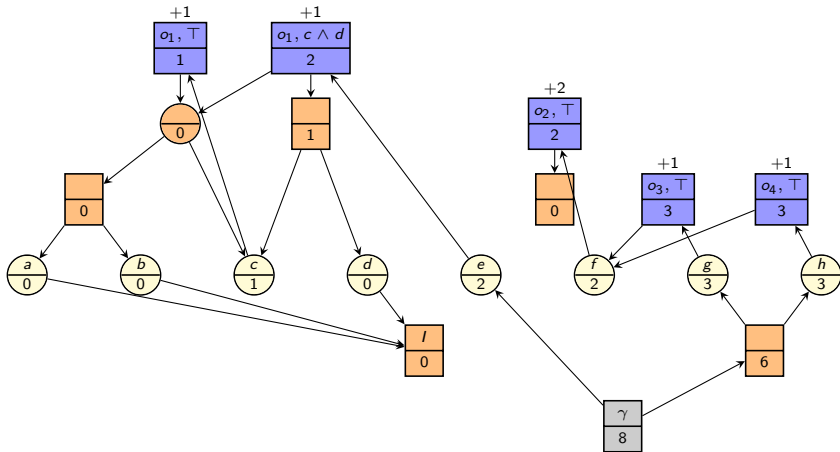 +1 +1
o₁, ⊤ o₁, c ∧ d
1 2
+2
o₂, ⊤
2
0
1
+1 +1
o₃, ⊤ o₄, ⊤
3 3
0 0
a b c d e f g h
0 0 1 0 2 2 3 3
I
0
6
γ
8